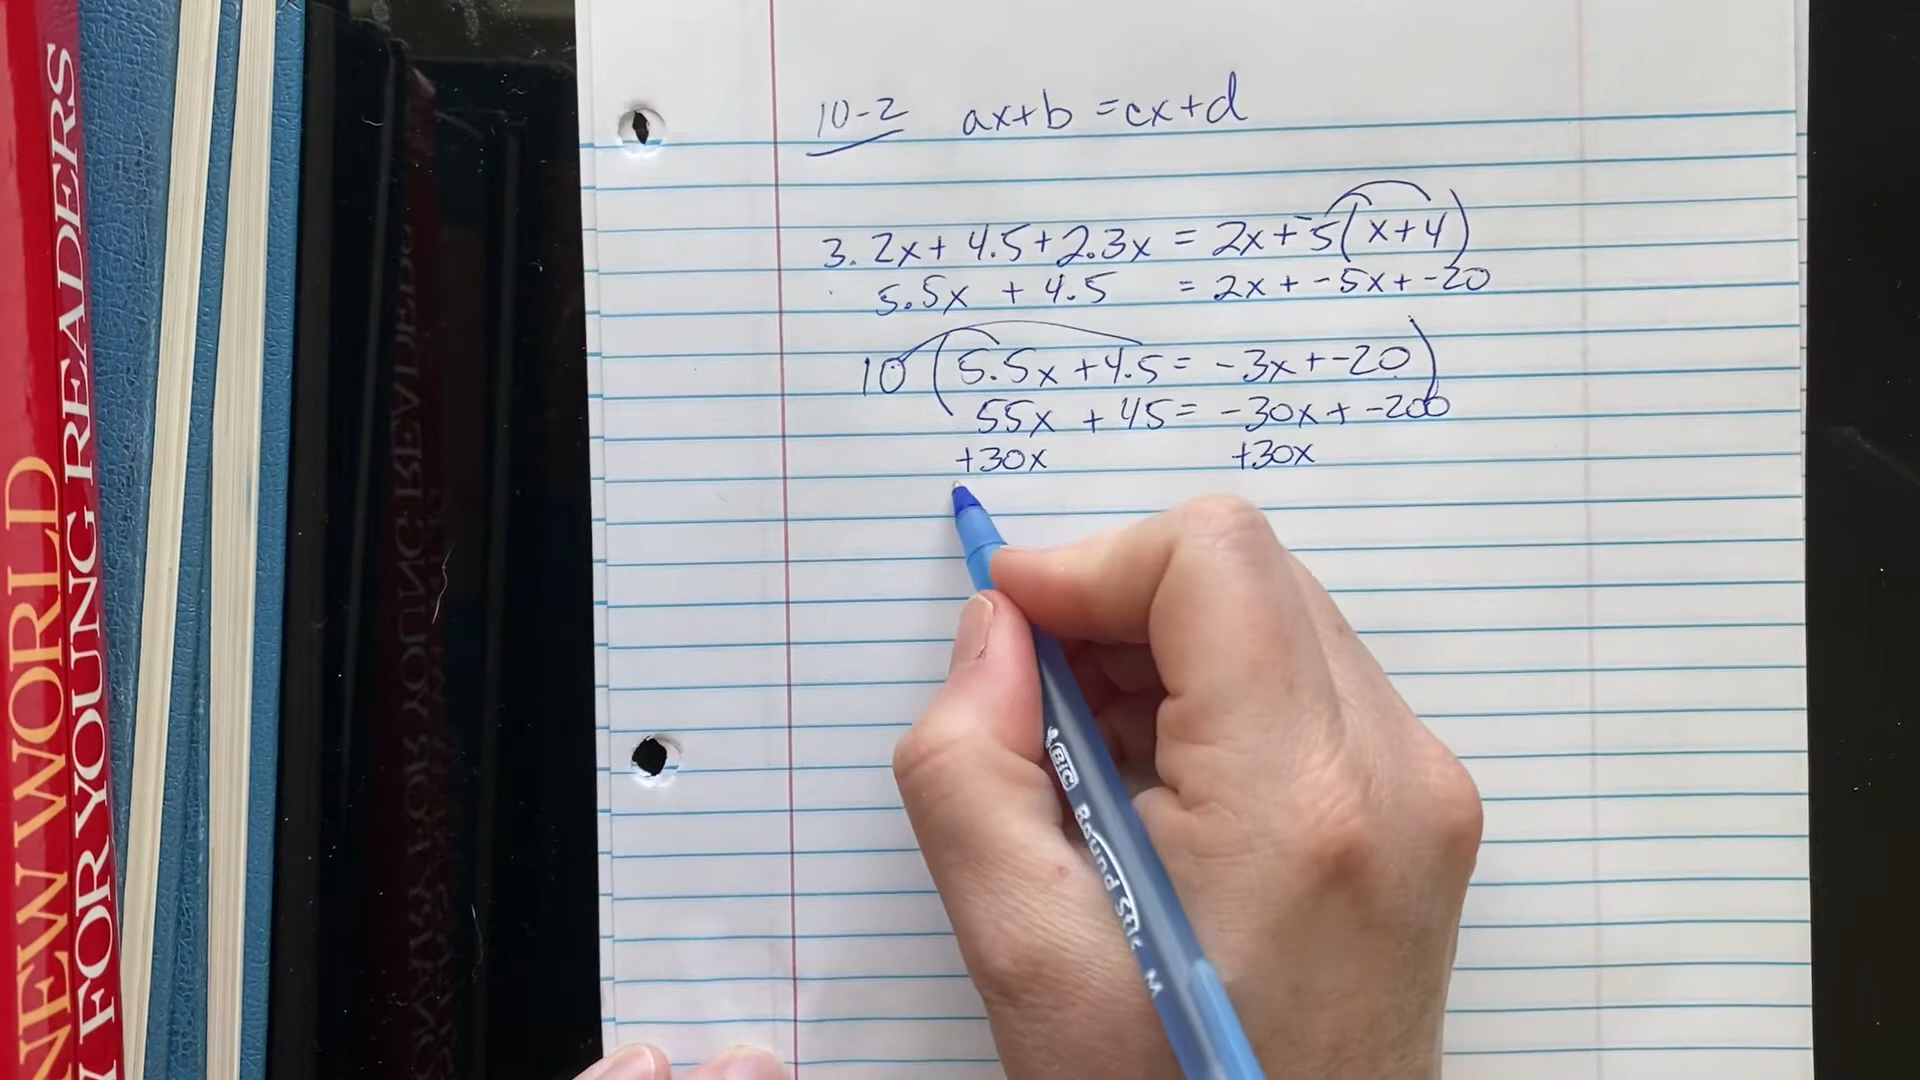 NEW WORLD
FOR YOUNG READERS
10-2 ax+b =cx+d
3.2x+ 4.5+2.3x = 2x+ -5(x+4)
5.5x + 4.5 = 2x+ -5x+ -20
10(5.5x+4.5= -3x+ -20)
55x + 45= -30x+ -200
+30x +30x
BIC Round Stic M